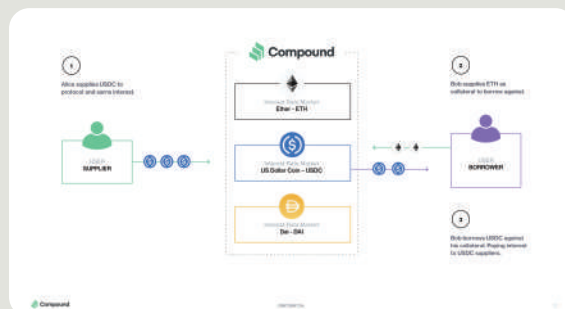 Compound
1
Alice supplies USDC to
protocol and earns interest.
USER
SUPPLIER
Interest Rate Market
Ether - ETH
Interest Rate Market
US Dollar Coin - USDC
Interest Rate Market
Dai - DAI
2
Bob supplies ETH as
collateral to borrow against.
USER
BORROWER
3
Bob borrows USDC against
his collateral. Paying interest
to USDC suppliers.
Compound